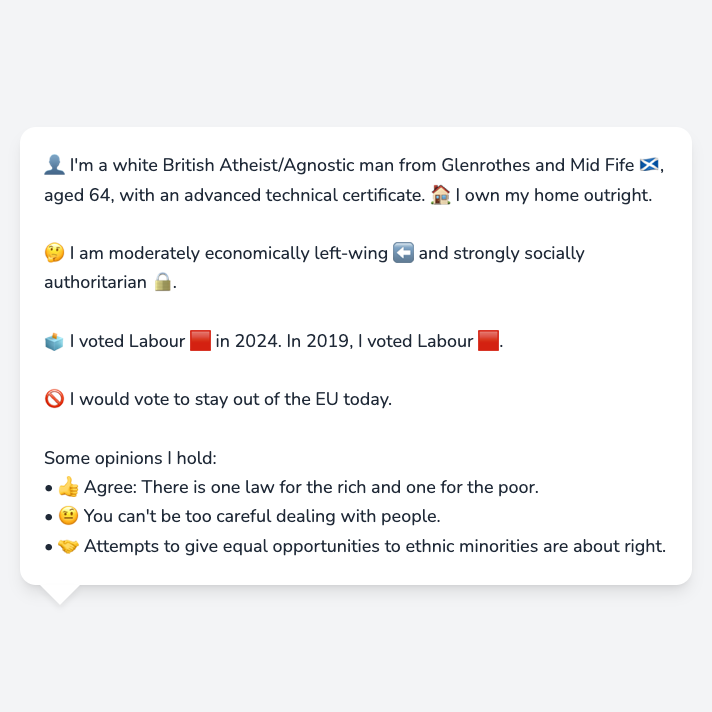 👤 I'm a white British Atheist/Agnostic man from Glenrothes and Mid Fife 🏴󠁧󠁢󠁳󠁣󠁴󠁿,
aged 64, with an advanced technical certificate. 🏠 I own my home outright.
🤔 I am moderately economically left-wing ⬅️ and strongly socially
authoritarian 🔒.
🗳️ I voted Labour 🟥 in 2024. In 2019, I voted Labour 🟥.
🚫 I would vote to stay out of the EU today.
Some opinions I hold:
• 👍 Agree: There is one law for the rich and one for the poor.
• 🤨 You can't be too careful dealing with people.
• 🤝 Attempts to give equal opportunities to ethnic minorities are about right.